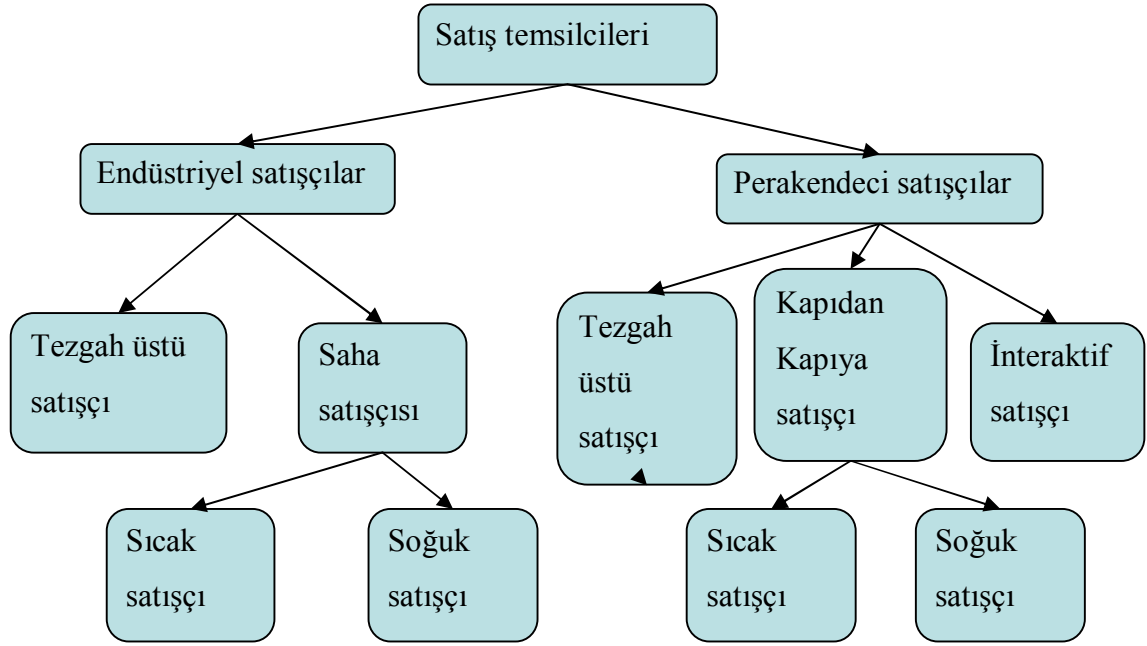 Satış temsilcileri
Endüstriyel satışçılar
Perakendeci satışçılar
Tezgah üstü
satışçı
Saha
satışçısı
Tezgah
üstü
satışçı
Kapıdan
Kapıya
satışçı
İnteraktif
satışçı
Sıcak
satışçı
Soğuk
satışçı
Sıcak
satışçı
Soğuk
satışçı